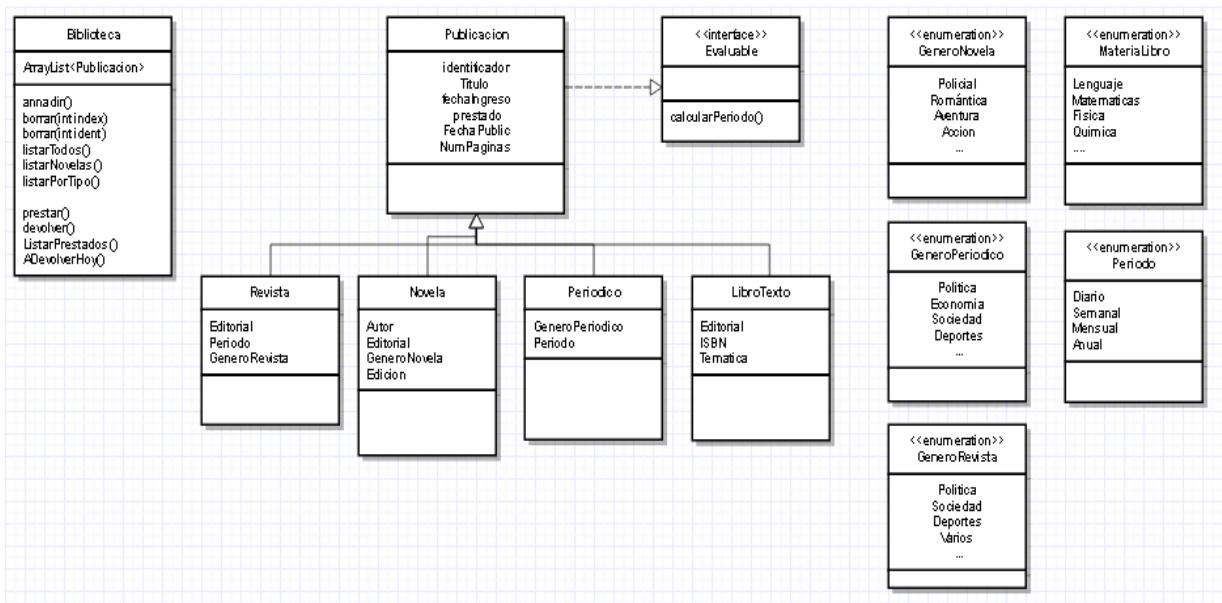 Biblioteca
ArrayList<Publicacion>
annadir()
borrar(int index)
borrar(int ident)
listarTodos()
listarNovelas()
listarPorTipo()
prestar()
devolver()
ListarPrestados()
ADevolverHoy()
Publicacion
identificador
Titulo
fechaIngreso
prestado
FechaPublic
NumPaginas
<<interface>>
Evaluable
calcularPeriodo()
Revista
Editorial
Periodo
GeneroRevista
Novela
Autor
Editorial
GeneroNovela
Edicion
Periodico
GeneroPeriodico
Periodo
LibroTexto
Editorial
ISBN
Tematica
<<enumeration>>
GeneroNovela
Policial
Romántica
Aventura
Accion
...
<<enumeration>>
MateriaLibro
Lenguaje
Matematicas
Fisica
Quimica
....
<<enumeration>>
GeneroPeriodico
Politica
Economia
Sociedad
Deportes
...
<<enumeration>>
Periodo
Diario
Semanal
Mensual
Anual
<<enumeration>>
GeneroRevista
Politica
Sociedad
Deportes
Varios
...